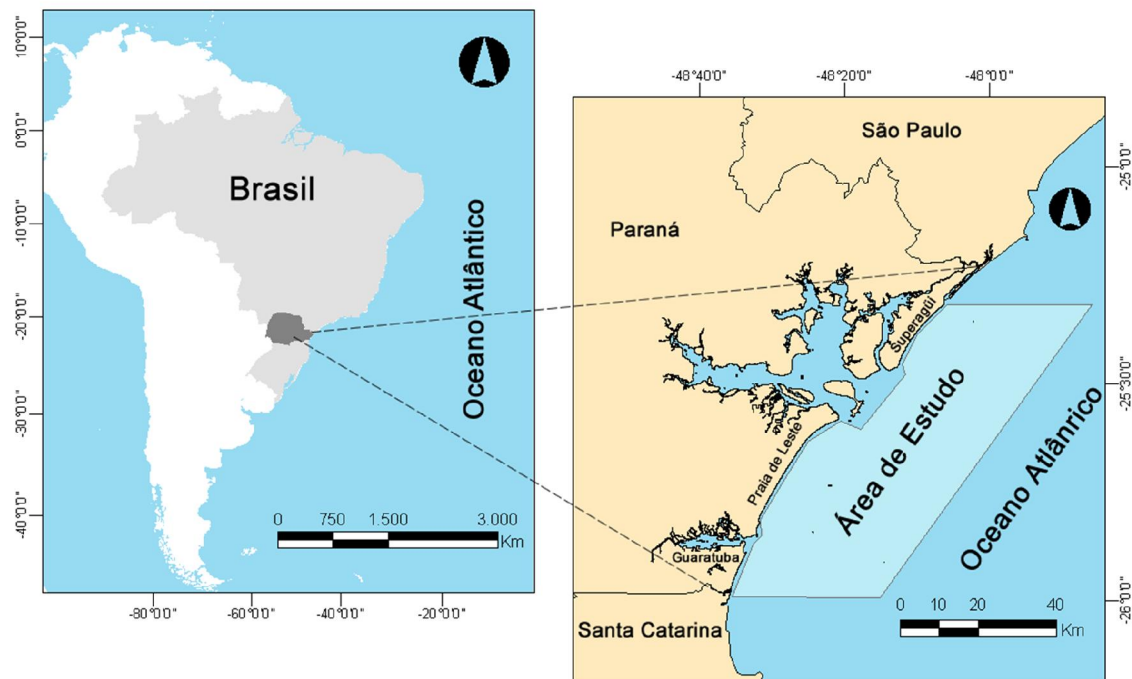 10°0'0"
0°0'0"
-10°0'0"
-20°0'0"
-30°0'0"
-40°0'0"
Brasil
Oceano Atlântico
0 750 1.500 3.000
Km
-80°0'0" -60°0'0" -40°0'0" -20°0'0"
-48°40'0" -48°20'0" -48°0'0"
São Paulo
-25°0'0"
Paraná
Superagüi
-25°30'0"
Área de Estudo
Praia de Leste
Oceano Atlânrico
Guaratuba
-26°0'0"
0 10 20 40
Km
Santa Catarina